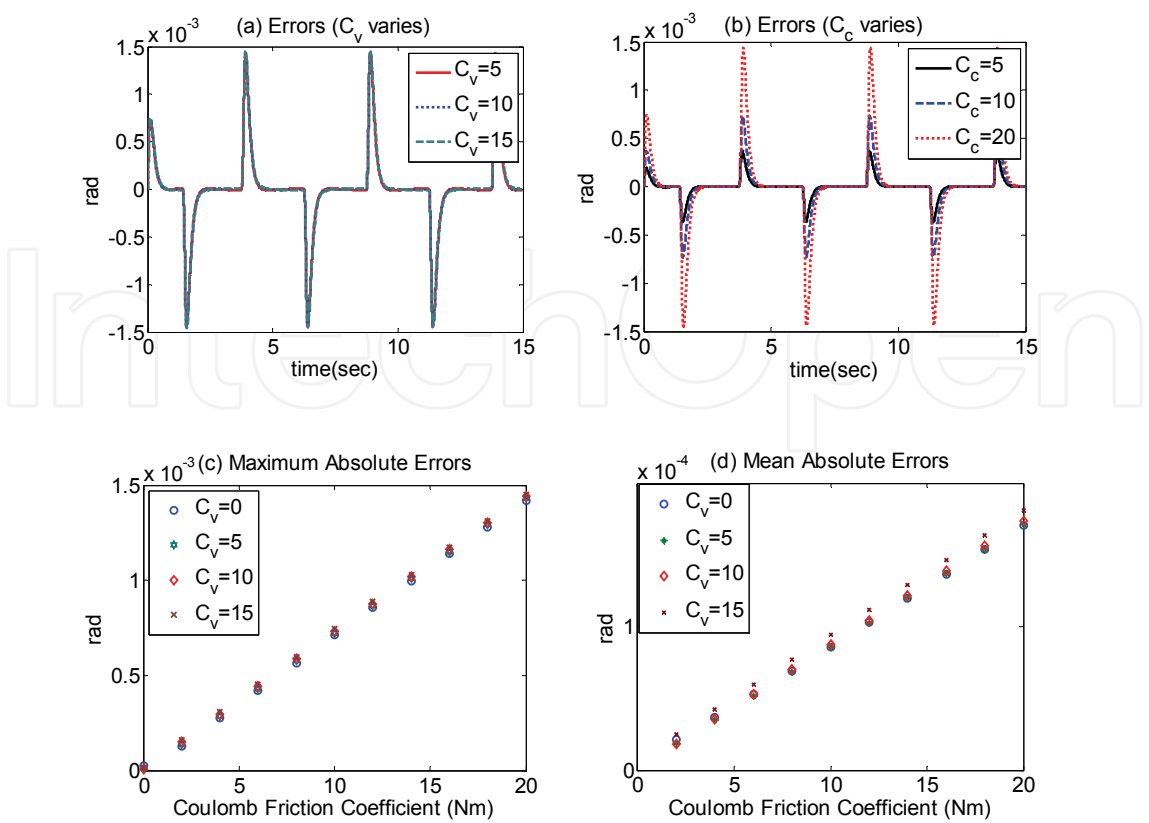 x 10^-3
(a) Errors (C_v varies)
1.5
1
0.5
0
-0.5
-1
-1.5
rad
C_v=5
C_v=10
C_v=15
0
5
10
15
time(sec)
x 10^-3
(b) Errors (C_c varies)
1.5
1
0.5
0
-0.5
-1
-1.5
rad
C_c=5
C_c=10
C_c=20
0
5
10
15
time(sec)
IntechOpen
x 10^-3
(c) Maximum Absolute Errors
1.5
1
0.5
0
rad
C_v=0
C_v=5
C_v=10
C_v=15
0
5
10
15
20
Coulomb Friction Coefficient (Nm)
x 10^-4
(d) Mean Absolute Errors
1
0
rad
C_v=0
C_v=5
C_v=10
C_v=15
0
5
10
15
20
Coulomb Friction Coefficient (Nm)